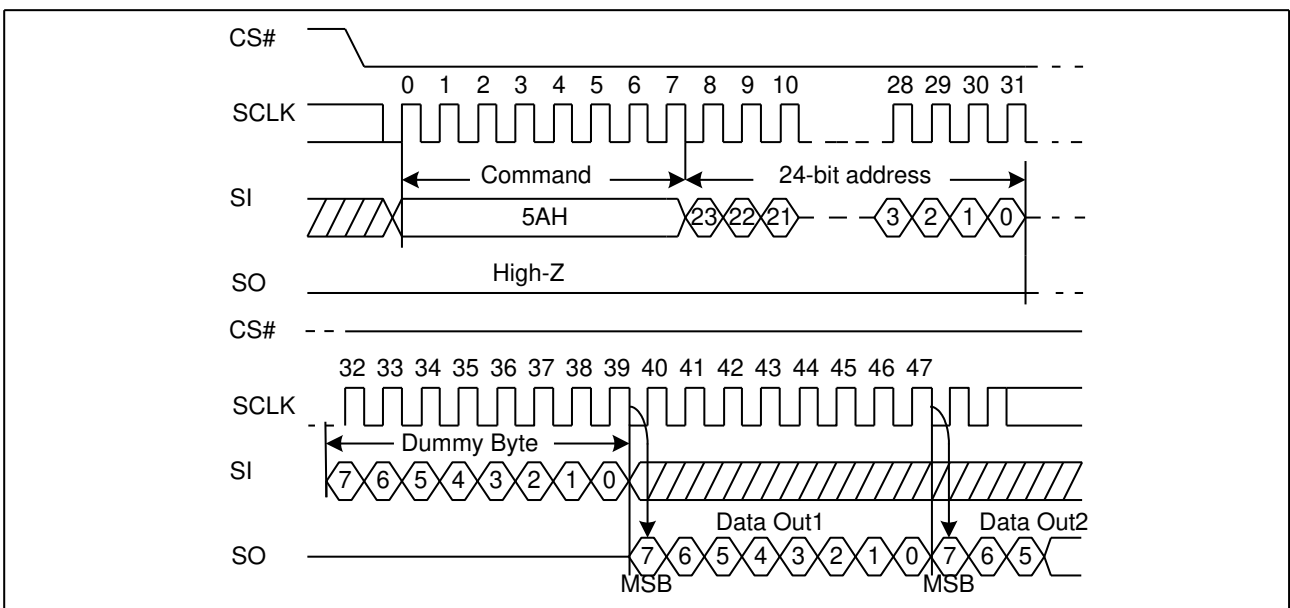 CS#
0 1 2 3 4 5 6 7 8 9 10 28 29 30 31
SCLK
Command 24-bit address
SI
5AH 23 22 21 3 2 1 0
High-Z
SO
CS#
32 33 34 35 36 37 38 39 40 41 42 43 44 45 46 47
SCLK
Dummy Byte
SI
7 6 5 4 3 2 1 0
Data Out1 Data Out2
SO
7 6 5 4 3 2 1 0 7 6 5
MSB MSB